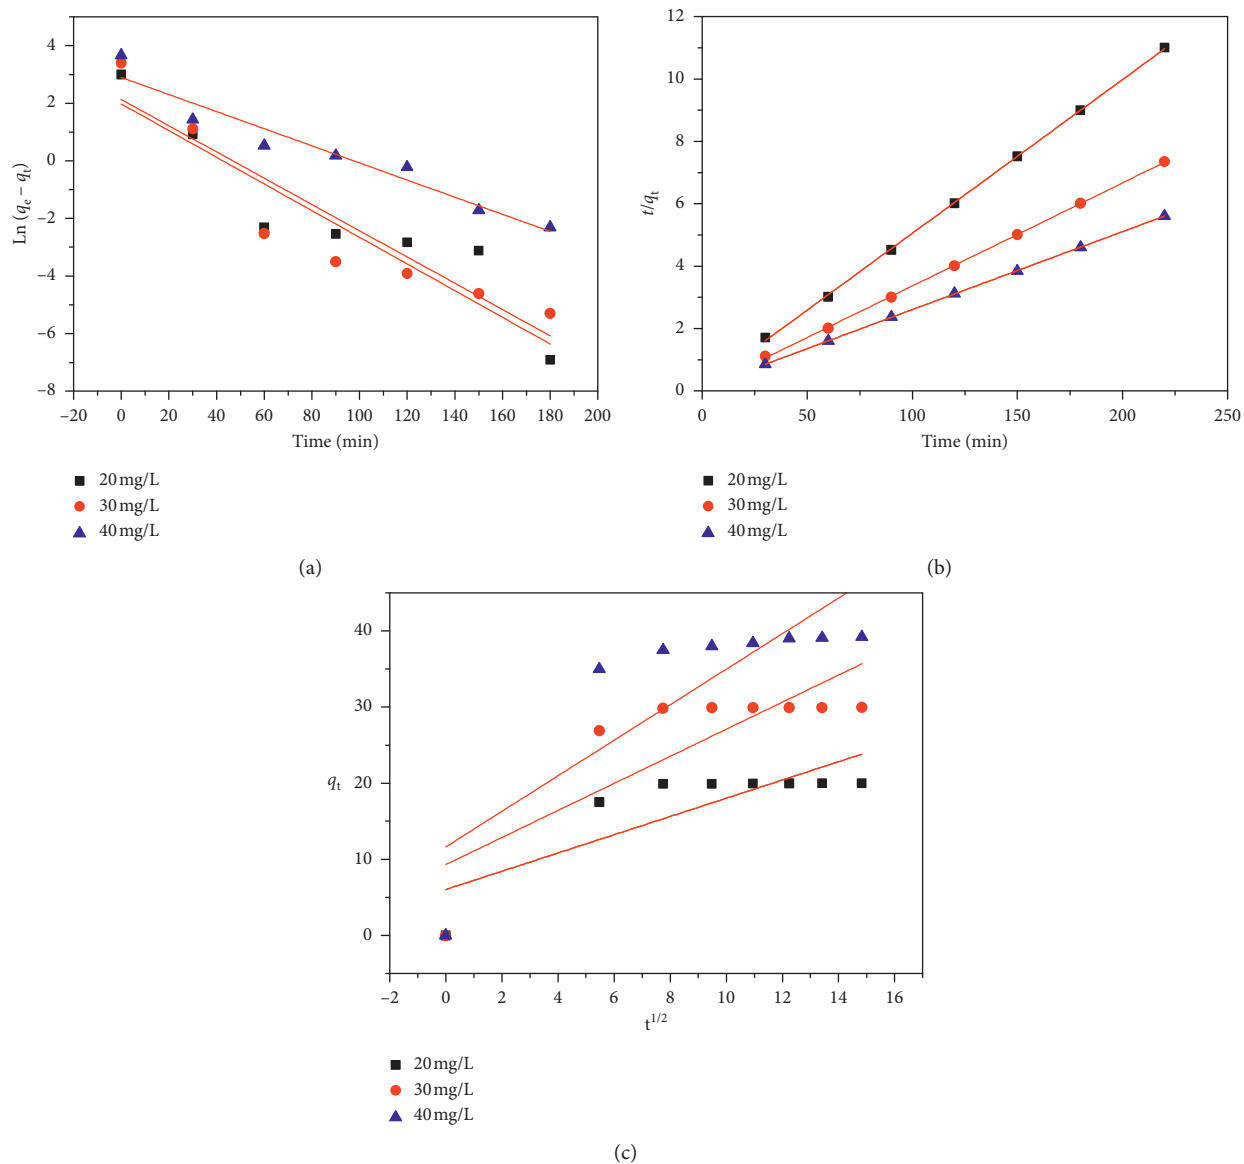 4
2
0
−2
−4
−6
−8
Ln (qe − qt)
−20 0 20 40 60 80 100 120 140 160 180 200
Time (min)
20 mg/L
30 mg/L
40 mg/L
(a)
12
10
8
6
4
2
0
t/qt
0 50 100 150 200 250
Time (min)
20 mg/L
30 mg/L
40 mg/L
(b)
40
30
20
10
0
qt
−2 0 2 4 6 8 10 12 14 16
t1/2
20 mg/L
30 mg/L
40 mg/L
(c)